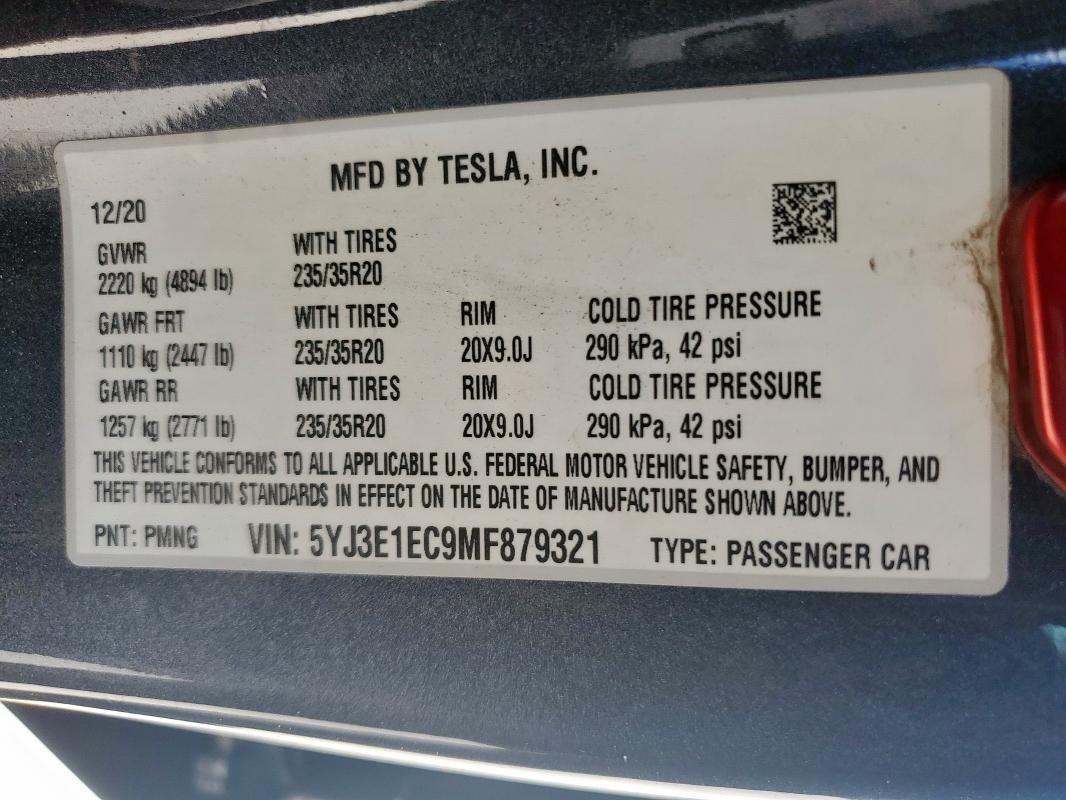 MFD BY TESLA, INC.
12/20
GVWR WITH TIRES
2220 kg (4894 lb) 235/35R20
GAWR FRT WITH TIRES RIM COLD TIRE PRESSURE
1110 kg (2447 lb) 235/35R20 20X9.0J 290 kPa, 42 psi
GAWR RR WITH TIRES RIM COLD TIRE PRESSURE
1257 kg (2771 lb) 235/35R20 20X9.0J 290 kPa, 42 psi
THIS VEHICLE CONFORMS TO ALL APPLICABLE U.S. FEDERAL MOTOR VEHICLE SAFETY, BUMPER, AND
THEFT PREVENTION STANDARDS IN EFFECT ON THE DATE OF MANUFACTURE SHOWN ABOVE.
PNT: PMNG VIN: 5YJ3E1EC9MF879321 TYPE: PASSENGER CAR